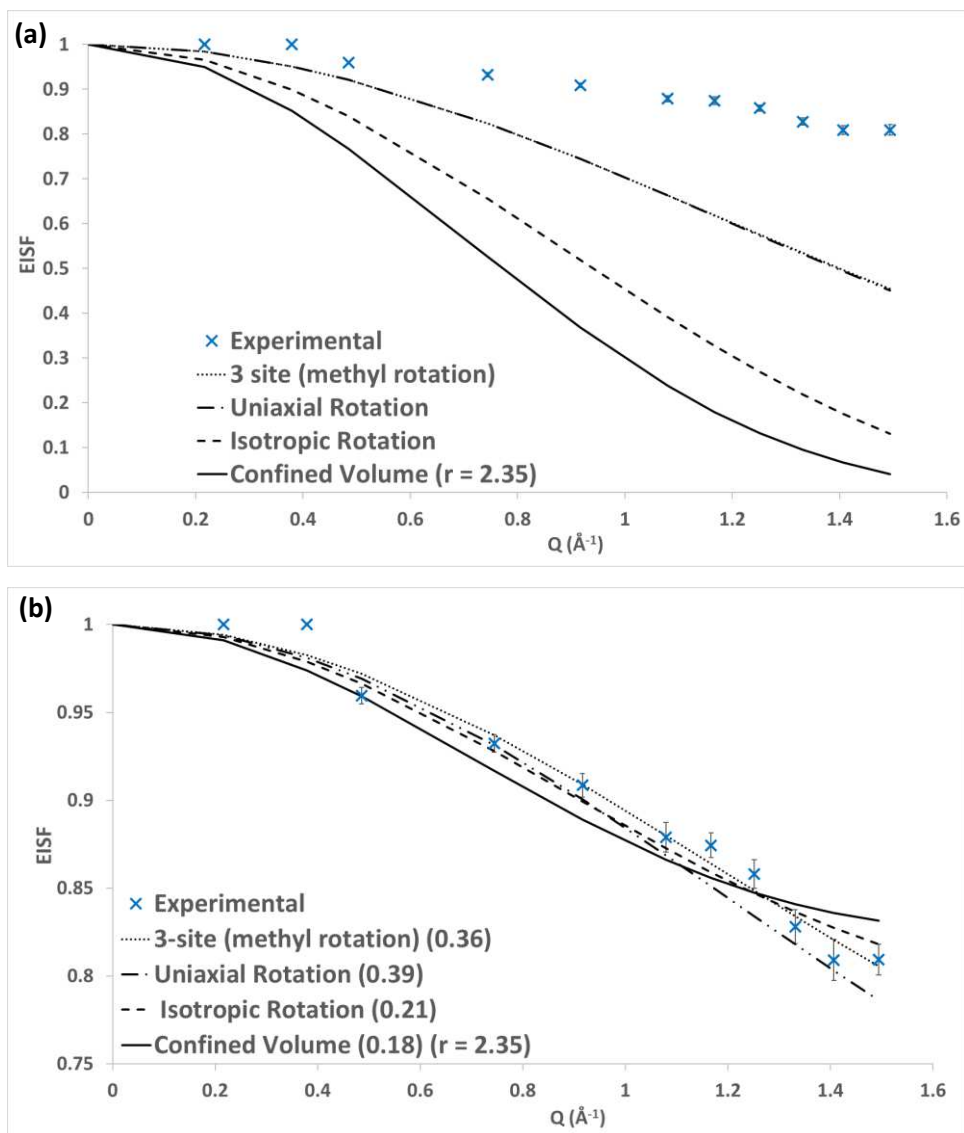 (a)
1
0.9
0.8
0.7
0.6
0.5
0.4
0.3
0.2
0.1
0
EISF
Experimental
3 site (methyl rotation)
Uniaxial Rotation
Isotropic Rotation
Confined Volume (r = 2.35)
0 0.2 0.4 0.6 0.8 1 1.2 1.4 1.6
Q (Å⁻¹)
(b)
1
0.95
0.9
0.85
0.8
0.75
EISF
Experimental
3-site (methyl rotation) (0.36)
Uniaxial Rotation (0.39)
Isotropic Rotation (0.21)
Confined Volume (0.18) (r = 2.35)
0 0.2 0.4 0.6 0.8 1 1.2 1.4 1.6
Q (Å⁻¹)